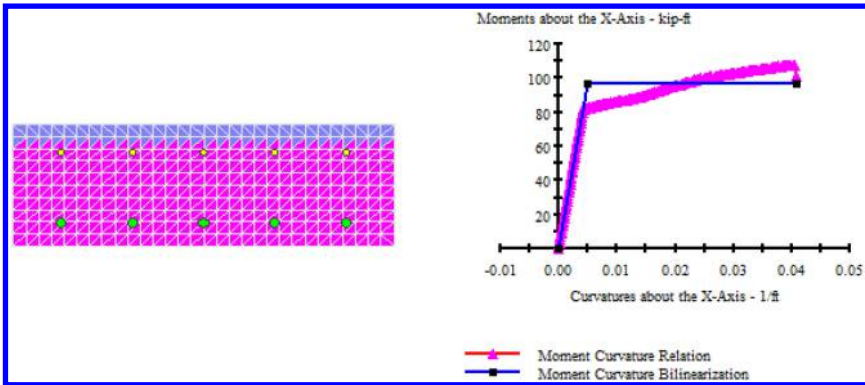 Moments about the X-Axis - kip-ft
120
100
80
60
40
20
-0.01 0.00 0.01 0.02 0.03 0.04 0.05
Curvatures about the X-Axis - 1/ft
Moment Curvature Relation
Moment Curvature Bilinearization